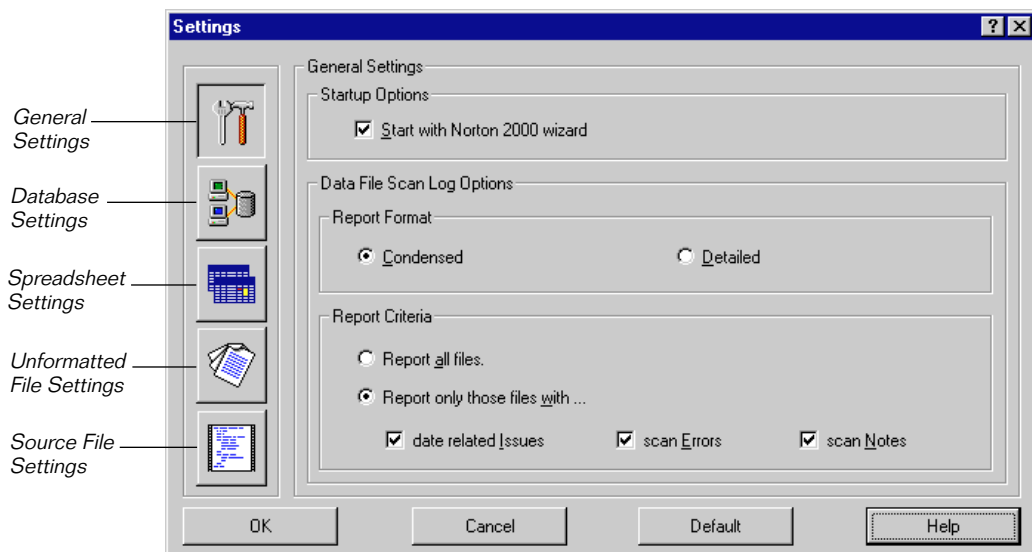 Settings
General
Settings
Database
Settings
Spreadsheet
Settings
Unformatted
File Settings
Source File
Settings
General Settings
Startup Options
Start with Norton 2000 wizard
Data File Scan Log Options
Report Format
Condensed
Detailed
Report Criteria
Report all files.
Report only those files with ...
date related Issues
scan Errors
scan Notes
OK
Cancel
Default
Help